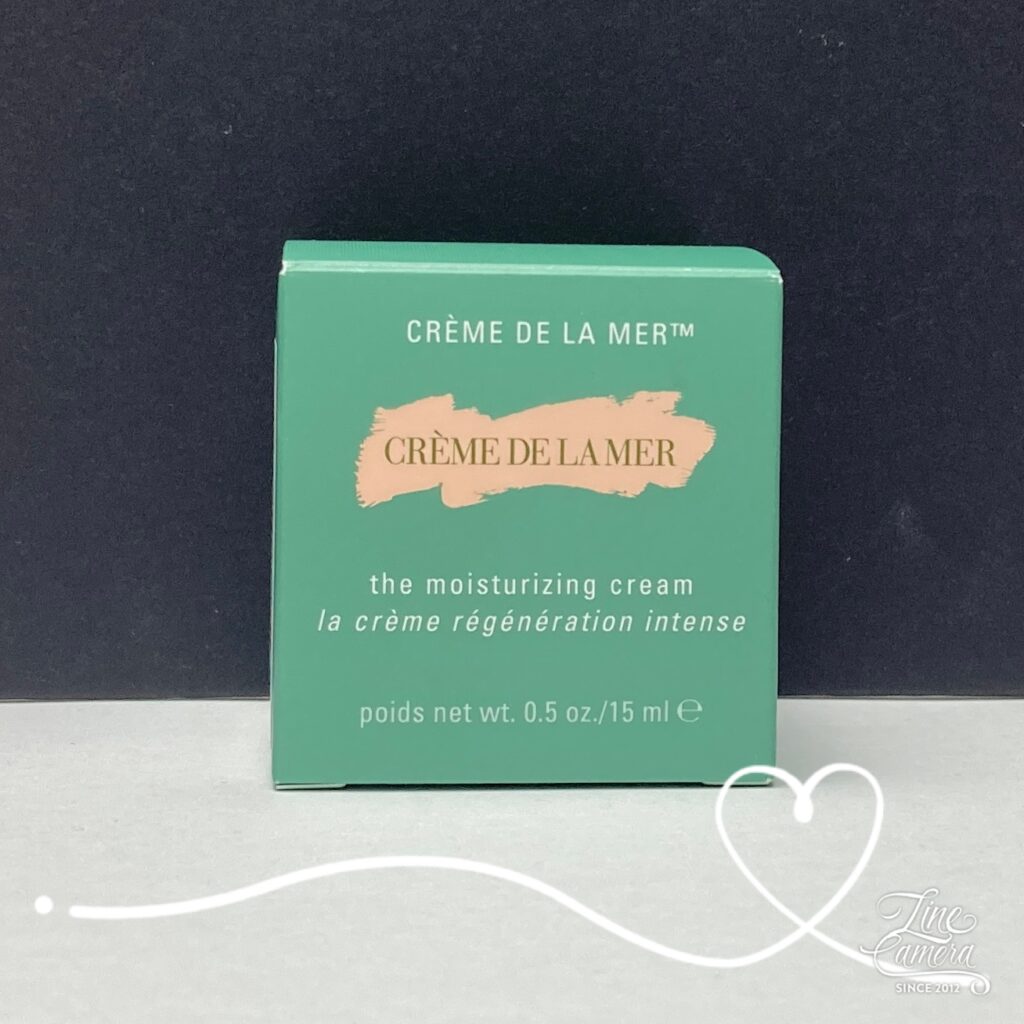 CRÈME DE LA MER™
CRÈME DE LA MER
the moisturizing cream
la crème régénération intense
poids net wt. 0.5 oz./15 ml ℮
Line
Camera
SINCE 2012